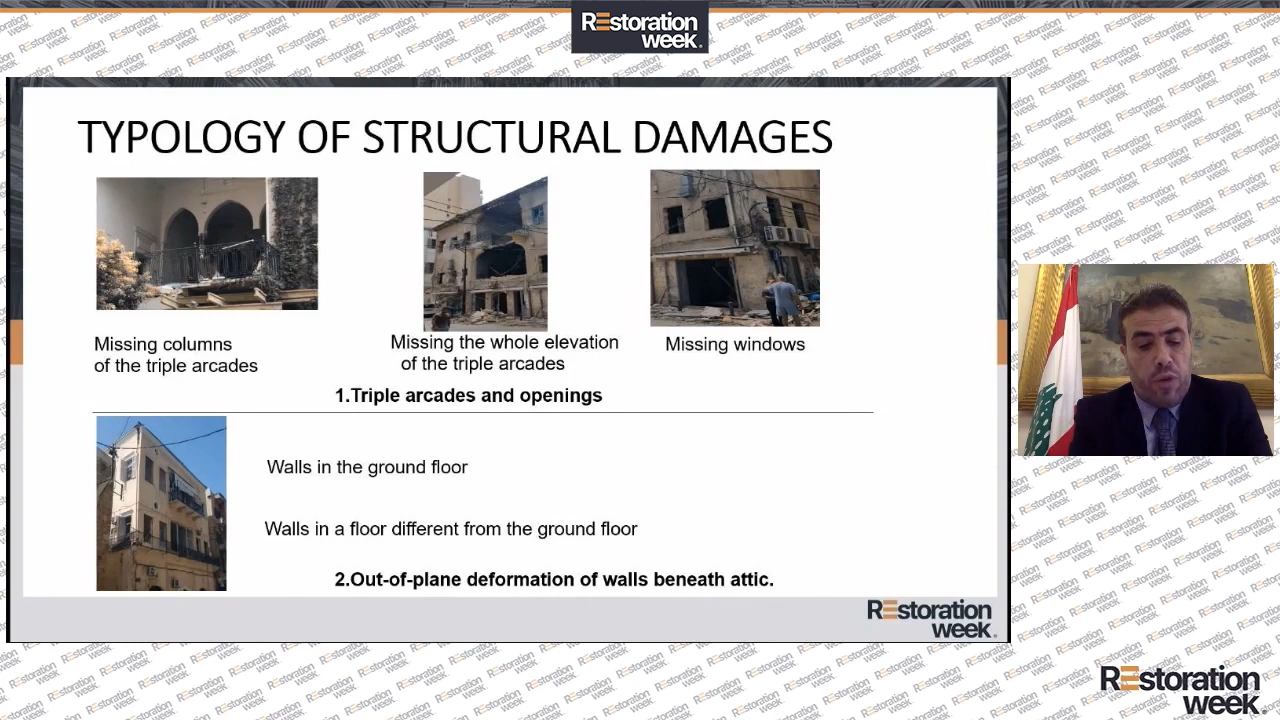 REstoration
week.
TYPOLOGY OF STRUCTURAL DAMAGES
Missing columns
of the triple arcades
Missing the whole elevation
of the triple arcades
Missing windows
1.Triple arcades and openings
Walls in the ground floor
Walls in a floor different from the ground floor
2.Out-of-plane deformation of walls beneath attic.
REstoration
week.
REstoration
week.